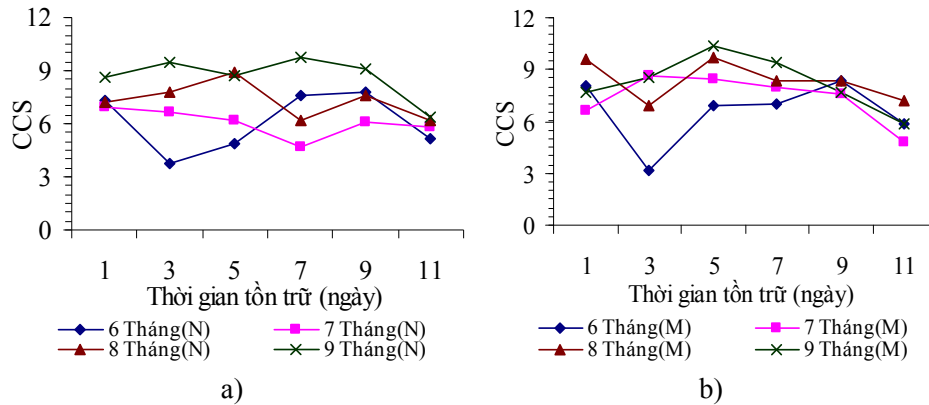 12
9
6
3
0
CCS
1 3 5 7 9 11
Thời gian tồn trữ (ngày)
6 Tháng(N) 7 Tháng(N)
8 Tháng(N) 9 Tháng(N)
a)
12
9
6
3
0
CCS
1 3 5 7 9 11
Thời gian tồn trữ (ngày)
6 Tháng(M) 7 Tháng(M)
8 Tháng(M) 9 Tháng(M)
b)